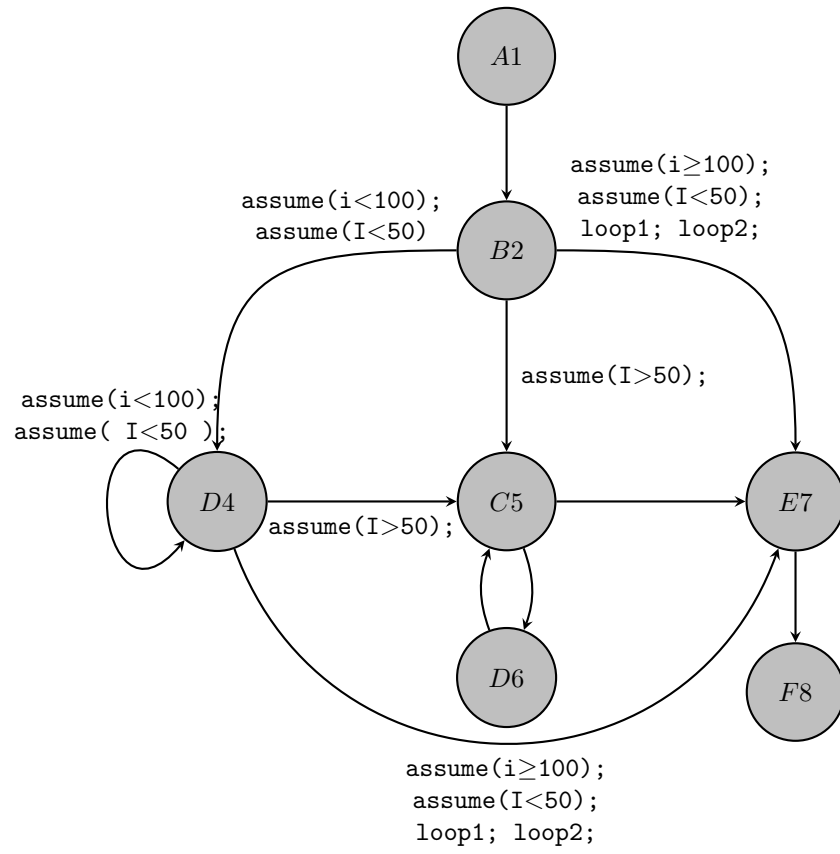 A1
assume(i≥100);
assume(I<50);
loop1; loop2;
assume(i<100);
assume(I<50)
B2
assume(I>50);
assume(i<100);
assume( I<50 );
D4
C5
E7
assume(I>50);
D6
F8
assume(i≥100);
assume(I<50);
loop1; loop2;